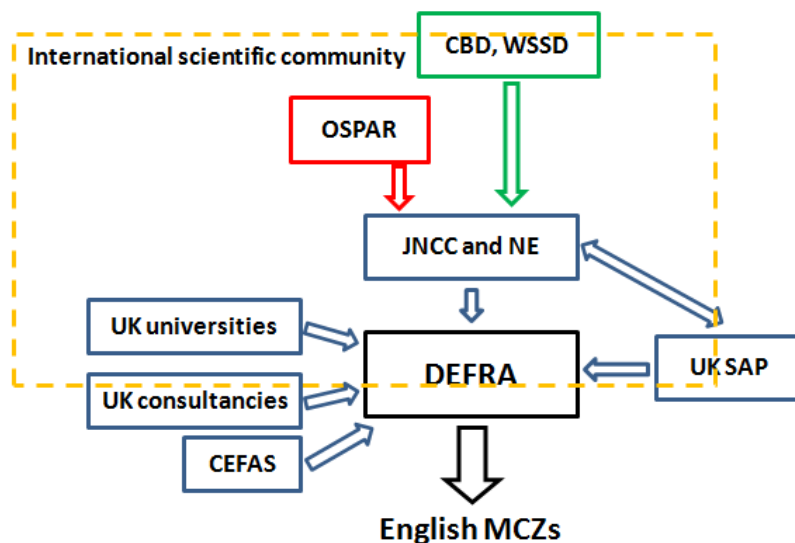 International scientific community
CBD, WSSD
OSPAR
JNCC and NE
UK universities
DEFRA
UK SAP
UK consultancies
CEFAS
English MCZs